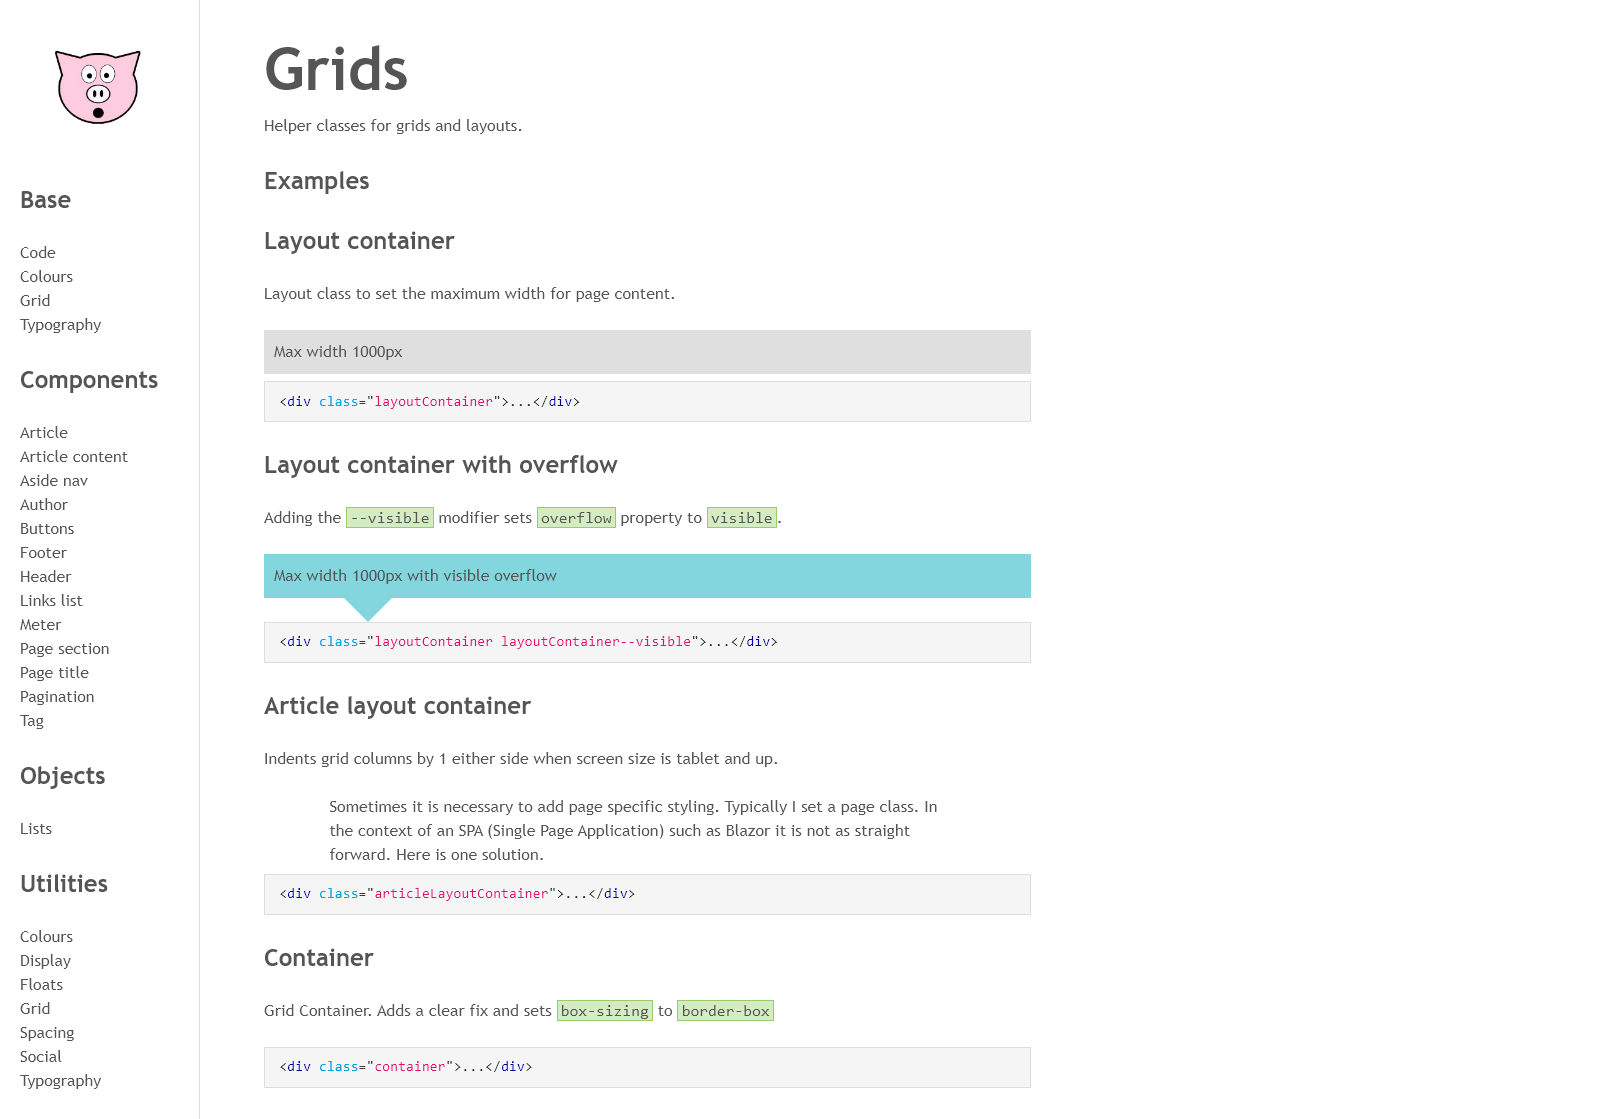 Base
Code
Colours
Grid
Typography
Components
Article
Article content
Aside nav
Author
Buttons
Footer
Header
Links list
Meter
Page section
Page title
Pagination
Tag
Objects
Lists
Utilities
Colours
Display
Floats
Grid
Spacing
Social
Typography
Grids
Helper classes for grids and layouts.
Examples
Layout container
Layout class to set the maximum width for page content.
Max width 1000px
<div class="layoutContainer">...</div>
Layout container with overflow
Adding the --visible modifier sets overflow property to visible.
Max width 1000px with visible overflow
<div class="layoutContainer layoutContainer--visible">...</div>
Article layout container
Indents grid columns by 1 either side when screen size is tablet and up.
Sometimes it is necessary to add page specific styling. Typically I set a page class. In
the context of an SPA (Single Page Application) such as Blazor it is not as straight
forward. Here is one solution.
<div class="articleLayoutContainer">...</div>
Container
Grid Container. Adds a clear fix and sets box-sizing to border-box
<div class="container">...</div>